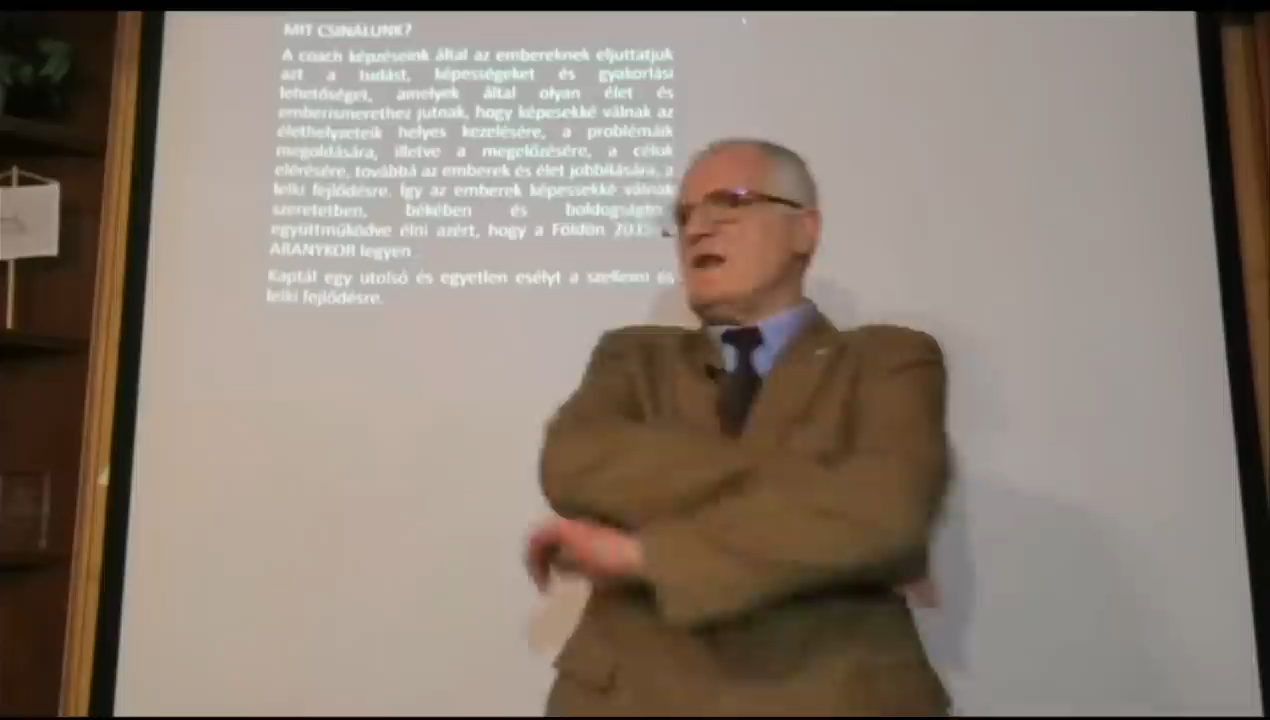 MIT CSINÁLUNK?
A coach képzéseink által az embereknek eljuttatjuk
azt a tudást, képességeket és gyakorlási
lehetőséget, amelyek által olyan élet és
emberismerethez jutnak, hogy képesekké válnak az
élethelyzeteik helyes kezelésére, a problémáik
megoldására, illetve a megelőzésére, a céluk
elérésére, továbbá az emberek és élet jobbítására, a
lelki fejlődésre. Így az emberek képessekké válnak
szeretetben, békében és
együttműködve élni azért, hogy a Földön
ARANYKOR legyen.
Kaptál egy utolsó és egyetlen esélyt a szellemi és
lelki fejlődésre.